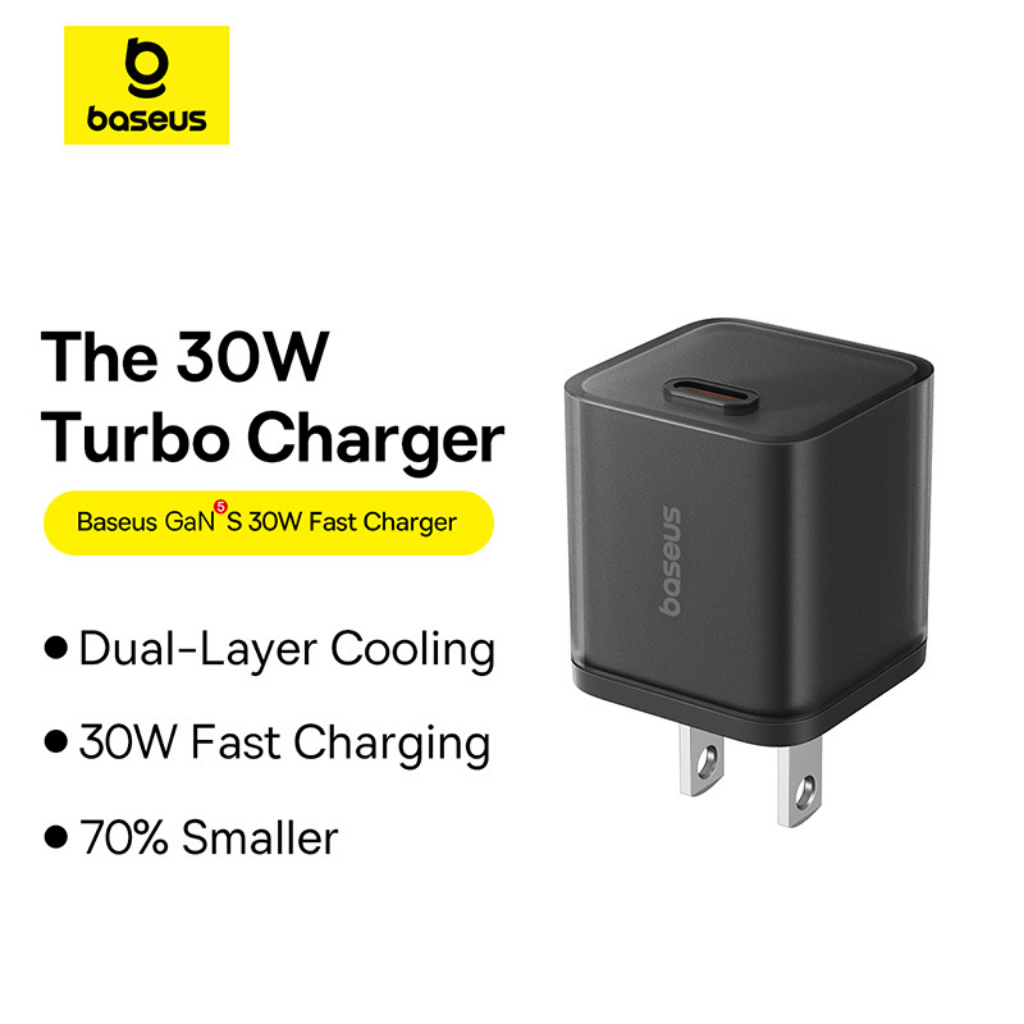 baseus
The 30W
Turbo Charger
Baseus GaN⁵S 30W Fast Charger
● Dual-Layer Cooling
● 30W Fast Charging
● 70% Smaller
baseus